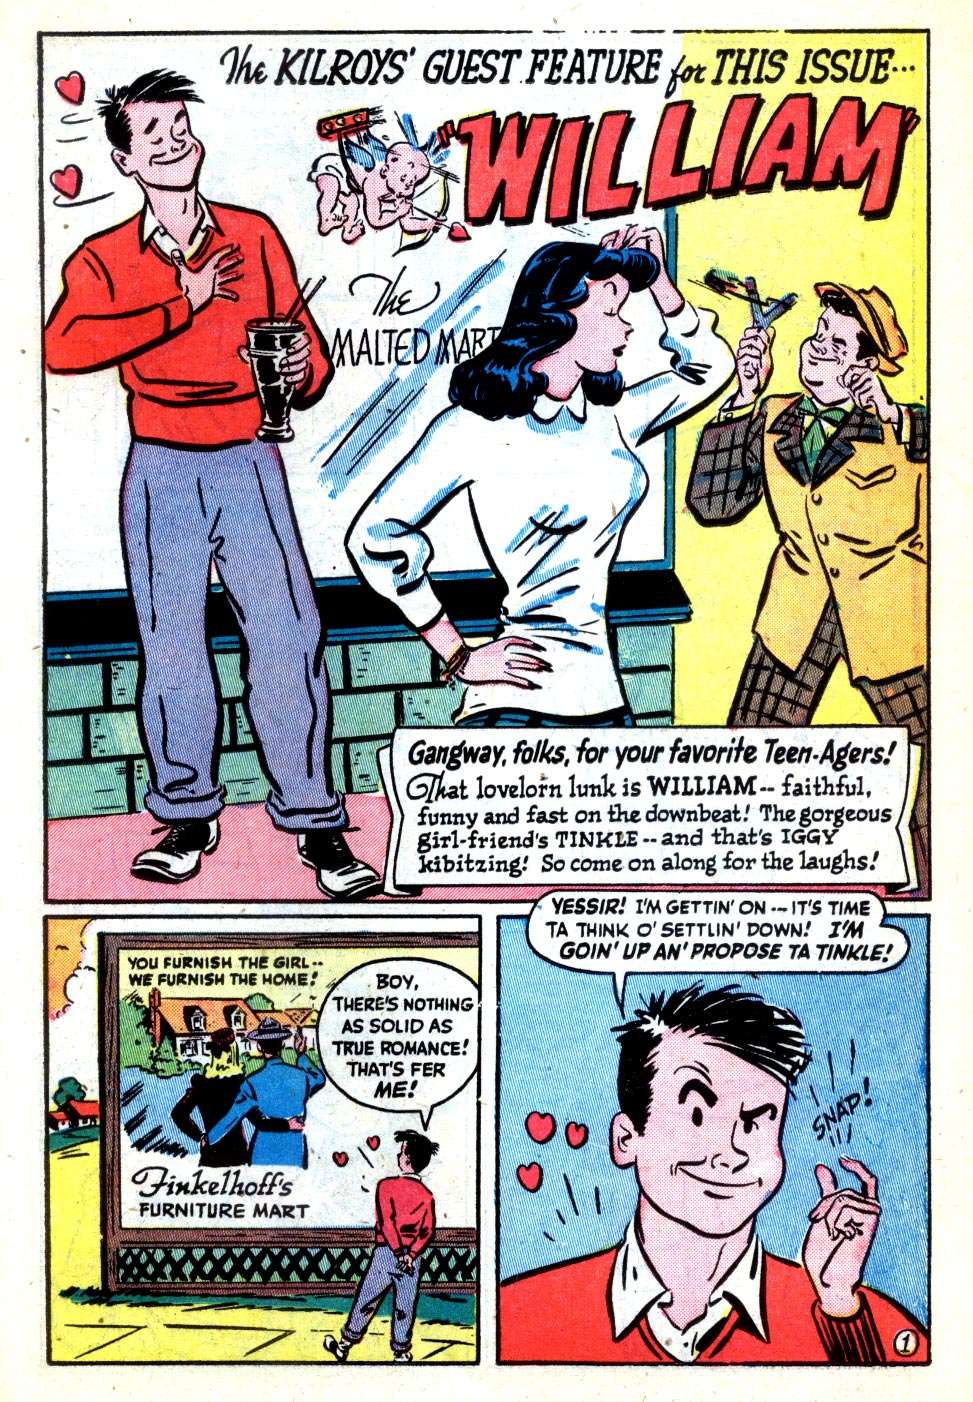 The KILROYS' GUEST FEATURE for THIS ISSUE...
"WILLIAM"
The
MALTED MART
Gangway, folks, for your favorite Teen-Agers!
That lovelorn lunk is WILLIAM -- faithful,
funny and fast on the downbeat! The gorgeous
girl-friend's TINKLE -- and that's IGGY
kibitzing! So come on along for the laughs!
YOU FURNISH THE GIRL--
WE FURNISH THE HOME!
Finkelhoff's
FURNITURE MART
BOY,
THERE'S NOTHING
AS SOLID AS
TRUE ROMANCE!
THAT'S FER
ME!
YESSIR! I'M GETTIN' ON -- IT'S TIME
TA THINK O' SETTLIN' DOWN! I'M
GOIN' UP AN' PROPOSE TA TINKLE!
SNAP!
1